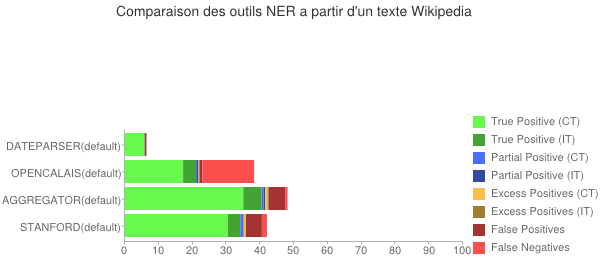 Comparaison des outils NER a partir d'un texte Wikipedia
DATEPARSER(default)
OPENCALAIS(default)
AGGREGATOR(default)
STANFORD(default)
0 10 20 30 40 50 60 70 80 90 100
True Positive (CT)
True Positive (IT)
Partial Positive (CT)
Partial Positive (IT)
Excess Positives (CT)
Excess Positives (IT)
False Positives
False Negatives